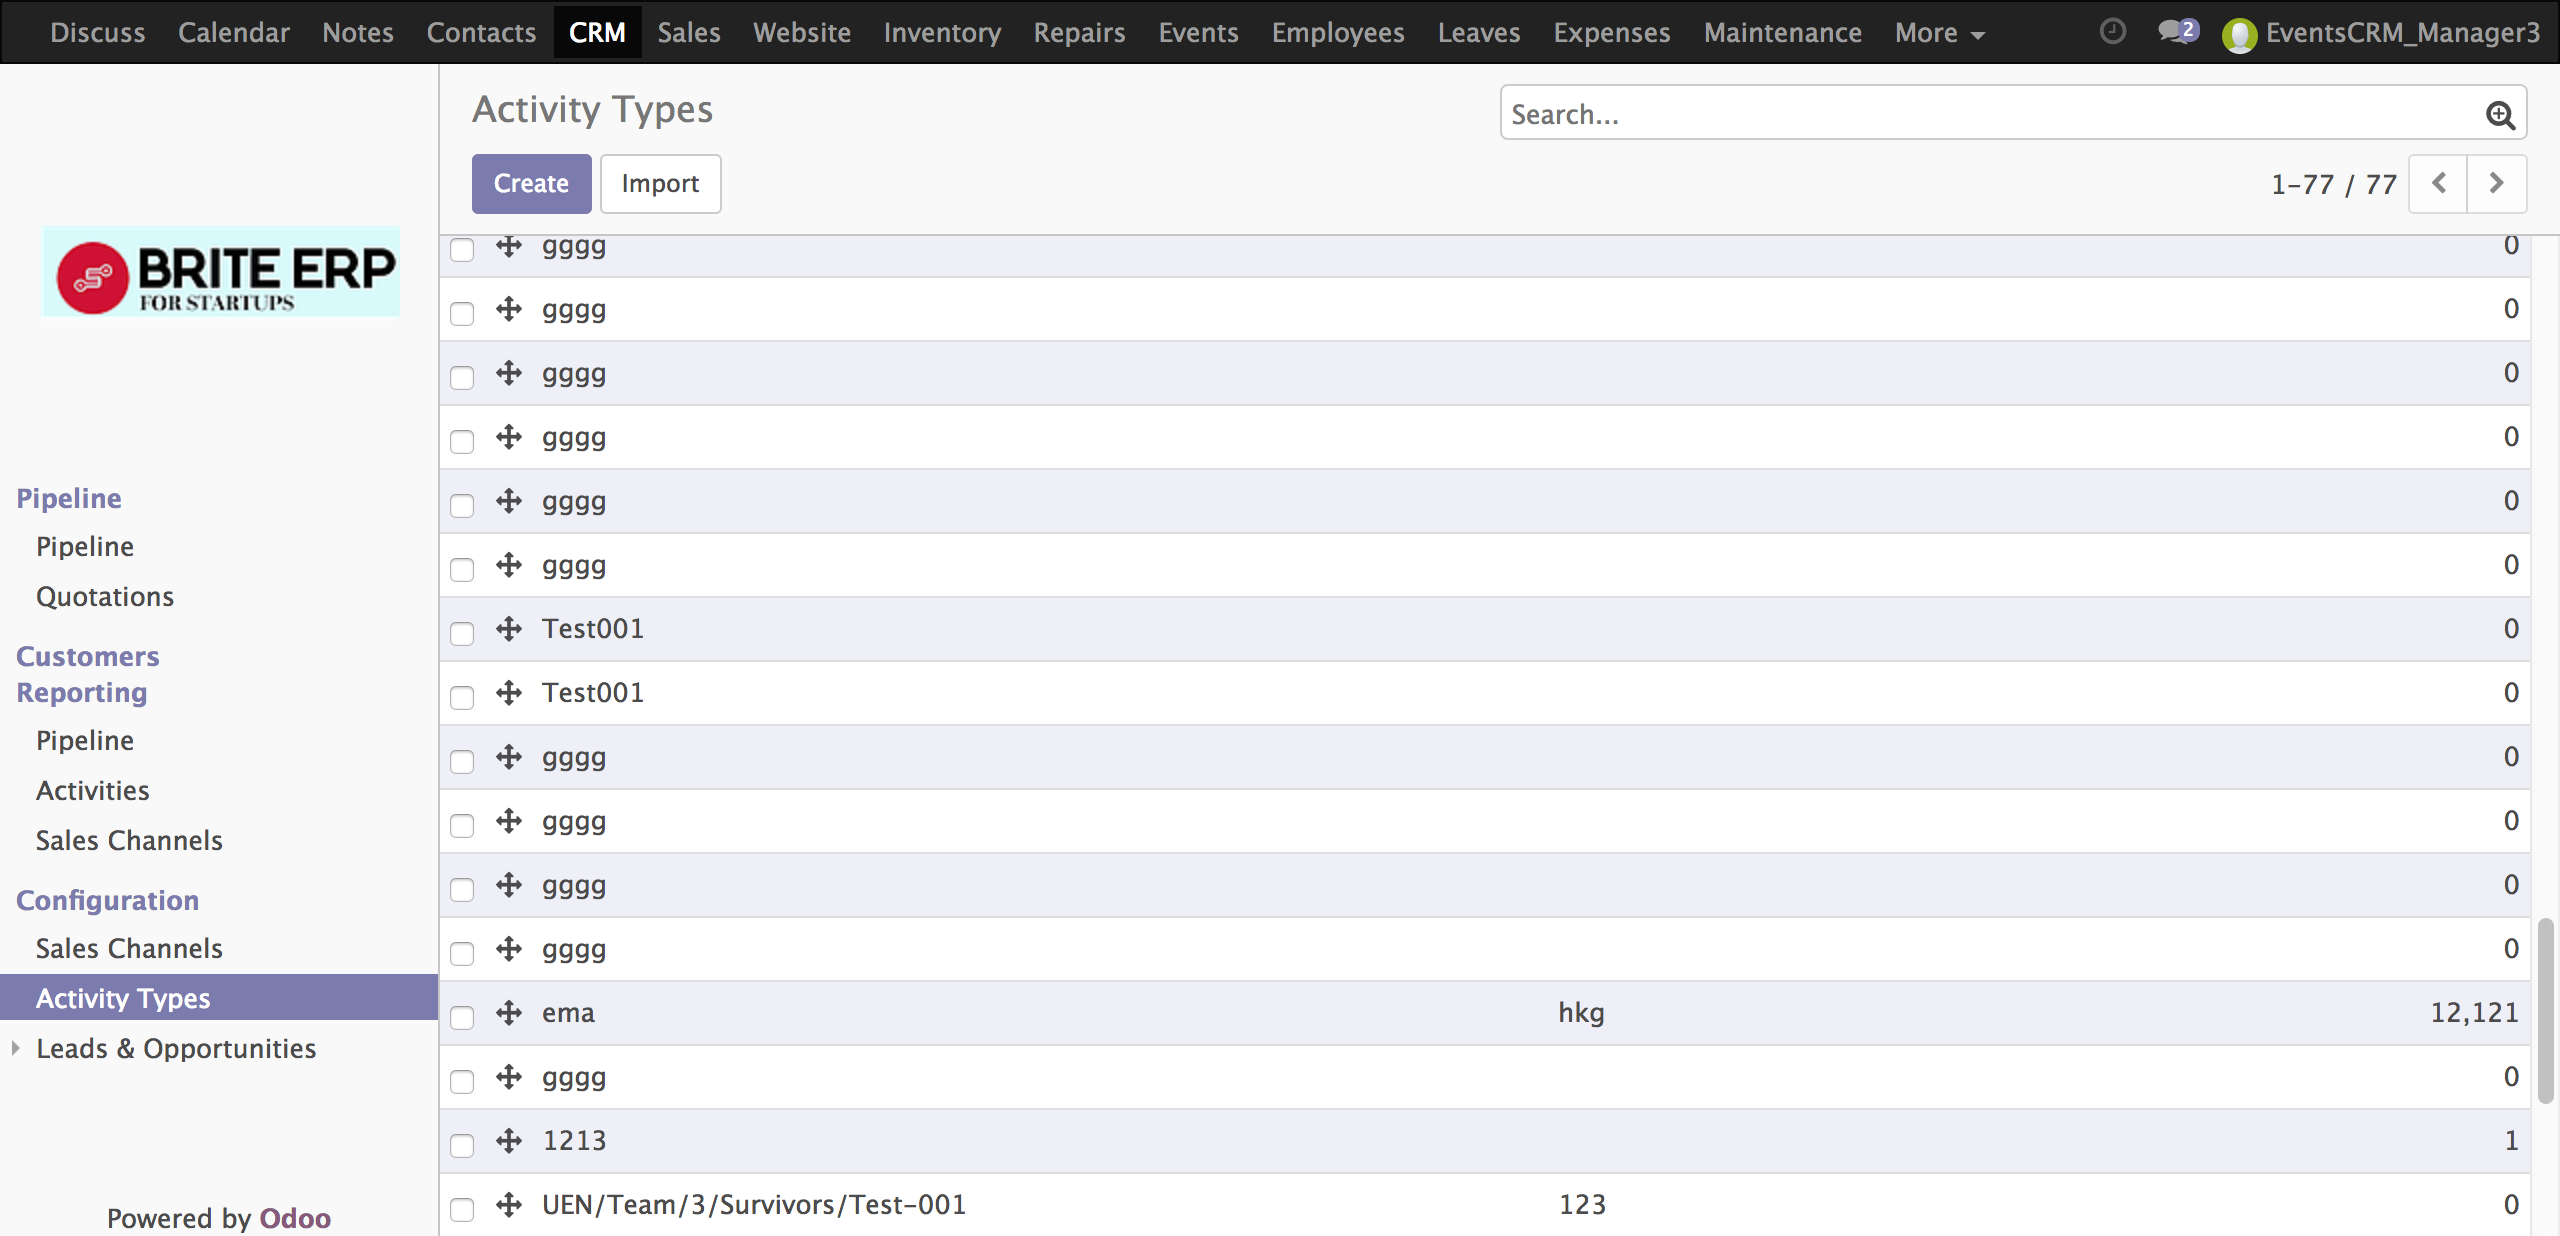 Discuss Calendar Notes Contacts CRM Sales Website Inventory Repairs Events Employees Leaves Expenses Maintenance More 2 EventsCRM_Manager3
Activity Types
Search...
Create Import
1-77 / 77
BRITE ERP
FOR STARTUPS
Pipeline
Pipeline
Quotations
Customers
Reporting
Pipeline
Activities
Sales Channels
Configuration
Sales Channels
Activity Types
Leads & Opportunities
Powered by Odoo
gggg 0
gggg 0
gggg 0
gggg 0
gggg 0
gggg 0
Test001 0
Test001 0
gggg 0
gggg 0
gggg 0
gggg 0
ema hkg 12,121
gggg 0
1213 1
UEN/Team/3/Survivors/Test-001 123 0